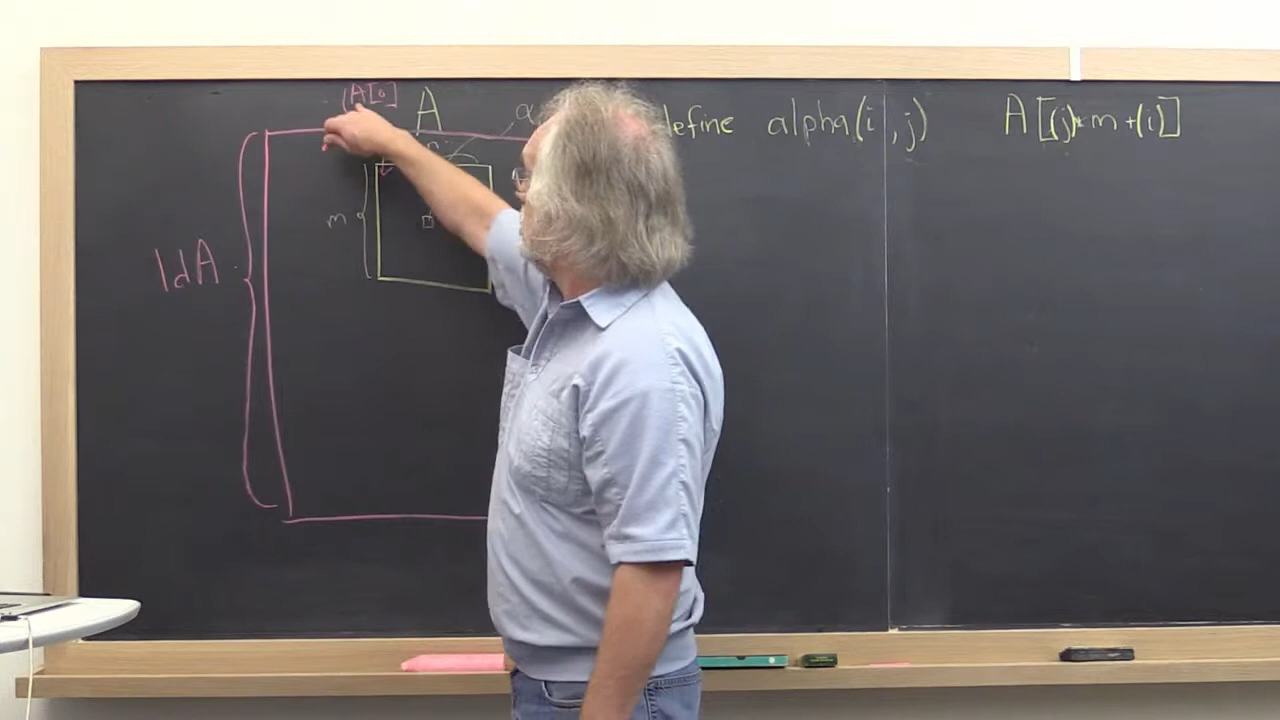 (A[0]
A α define alpha(i,j) A[(j)*m+(i)]
n
m
ldA